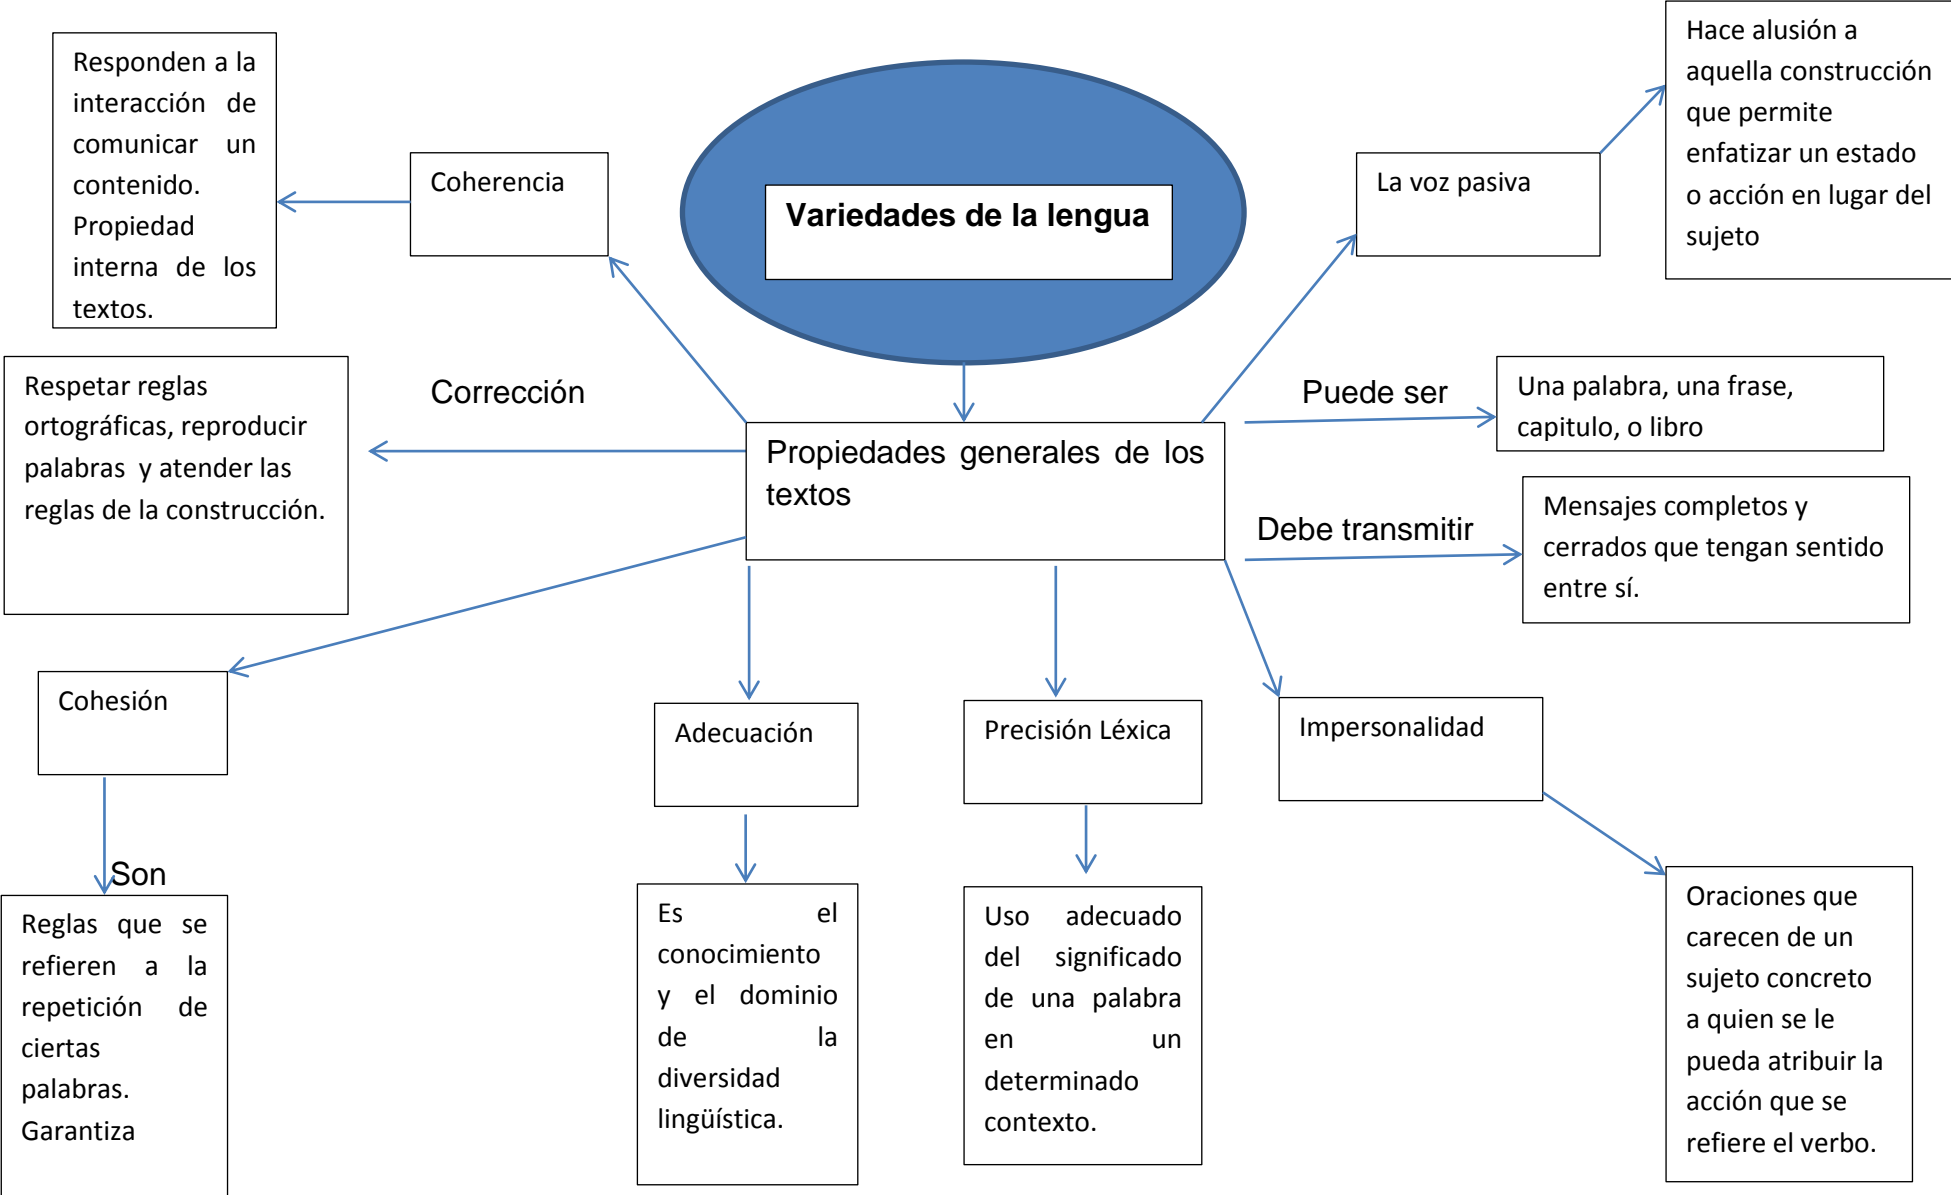 Variedades de la lengua
Propiedades generales de los
textos
Coherencia
Responden a la
interacción de
comunicar un
contenido.
Propiedad
interna de los
textos.
Corrección
Respetar reglas
ortográficas, reproducir
palabras y atender las
reglas de la construcción.
Cohesión
Son
Reglas que se
refieren a la
repetición de
ciertas
palabras.
Garantiza
Adecuación
Es el
conocimiento
y el dominio
de la
diversidad
lingüística.
Precisión Léxica
Uso adecuado
del significado
de una palabra
en un
determinado
contexto.
Impersonalidad
Oraciones que
carecen de un
sujeto concreto
a quien se le
pueda atribuir la
acción que se
refiere el verbo.
Debe transmitir
Mensajes completos y
cerrados que tengan sentido
entre sí.
Puede ser
Una palabra, una frase,
capitulo, o libro
La voz pasiva
Hace alusión a
aquella construcción
que permite
enfatizar un estado
o acción en lugar del
sujeto